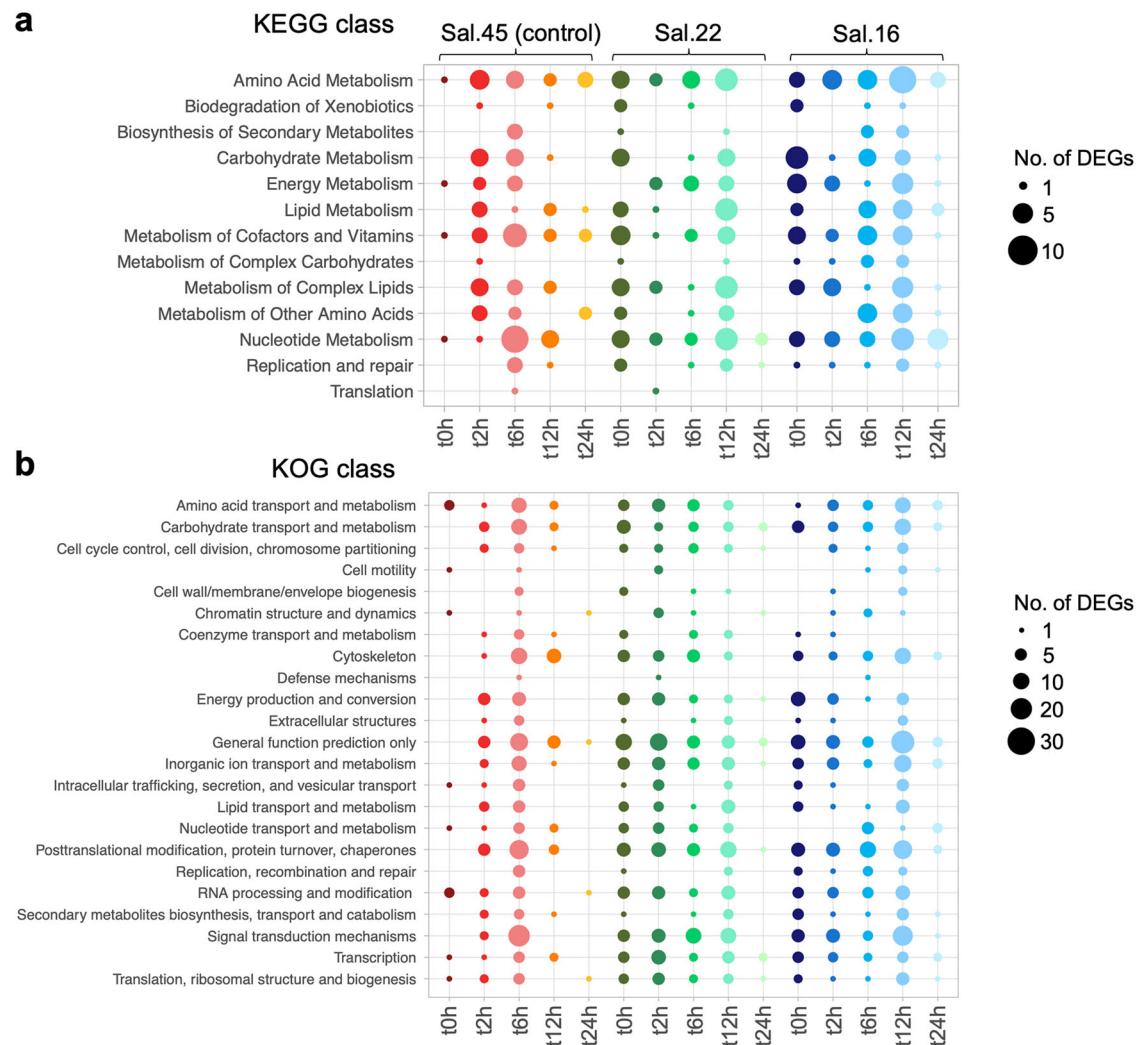 a
KEGG class
Sal.45 (control)
Sal.22
Sal.16
Amino Acid Metabolism
Biodegradation of Xenobiotics
Biosynthesis of Secondary Metabolites
Carbohydrate Metabolism
Energy Metabolism
Lipid Metabolism
Metabolism of Cofactors and Vitamins
Metabolism of Complex Carbohydrates
Metabolism of Complex Lipids
Metabolism of Other Amino Acids
Nucleotide Metabolism
Replication and repair
Translation
t0h t2h t6h t12h t24h t0h t2h t6h t12h t24h t0h t2h t6h t12h t24h
No. of DEGs
1
5
10
b
KOG class
Amino acid transport and metabolism
Carbohydrate transport and metabolism
Cell cycle control, cell division, chromosome partitioning
Cell motility
Cell wall/membrane/envelope biogenesis
Chromatin structure and dynamics
Coenzyme transport and metabolism
Cytoskeleton
Defense mechanisms
Energy production and conversion
Extracellular structures
General function prediction only
Inorganic ion transport and metabolism
Intracellular trafficking, secretion, and vesicular transport
Lipid transport and metabolism
Nucleotide transport and metabolism
Posttranslational modification, protein turnover, chaperones
Replication, recombination and repair
RNA processing and modification
Secondary metabolites biosynthesis, transport and catabolism
Signal transduction mechanisms
Transcription
Translation, ribosomal structure and biogenesis
t0h t2h t6h t12h t24h t0h t2h t6h t12h t24h t0h t2h t6h t12h t24h
No. of DEGs
1
5
10
20
30